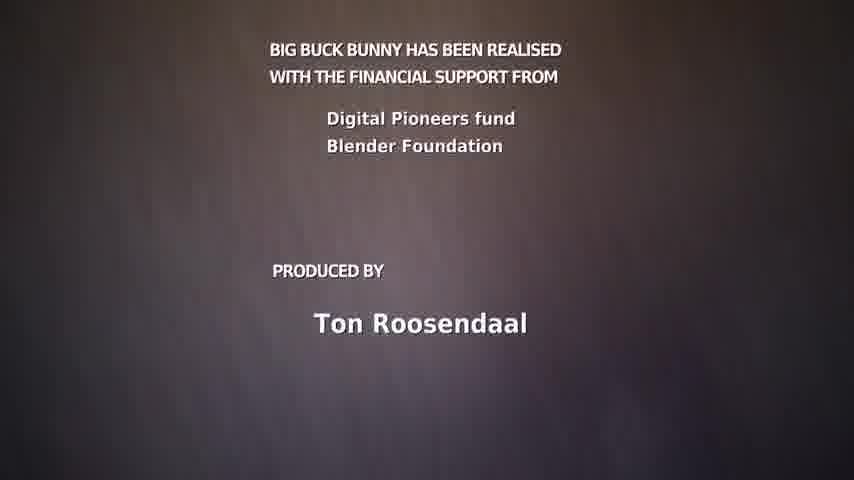 BIG BUCK BUNNY HAS BEEN REALISED
WITH THE FINANCIAL SUPPORT FROM
Digital Pioneers fund
Blender Foundation
PRODUCED BY
Ton Roosendaal